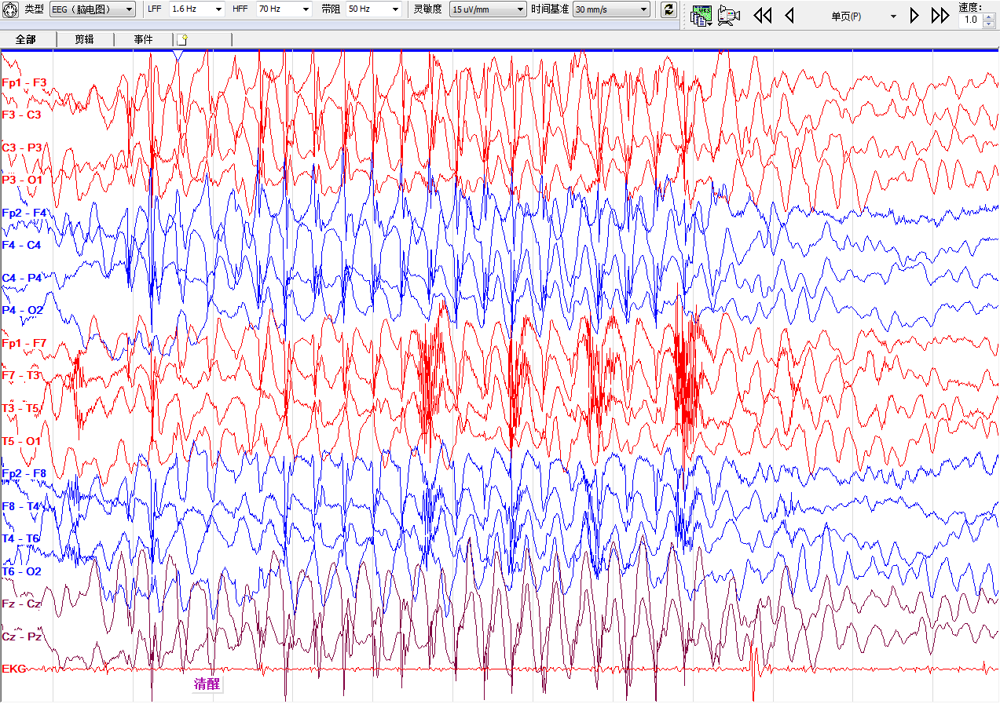 类型 EEG（脑电图） LFF 1.6 Hz HFF 70 Hz 带阻 50 Hz 灵敏度 15 uV/mm 时间基准 30 mm/s WKS 单页(P) 速度: 1.0
全部 剪辑 事件
Fp1 - F3
F3 - C3
C3 - P3
P3 - O1
Fp2 - F4
F4 - C4
C4 - P4
P4 - O2
Fp1 - F7
F7 - T3
T3 - T5
T5 - O1
Fp2 - F8
F8 - T4
T4 - T6
T6 - O2
Fz - Cz
Cz - Pz
EKG
清醒